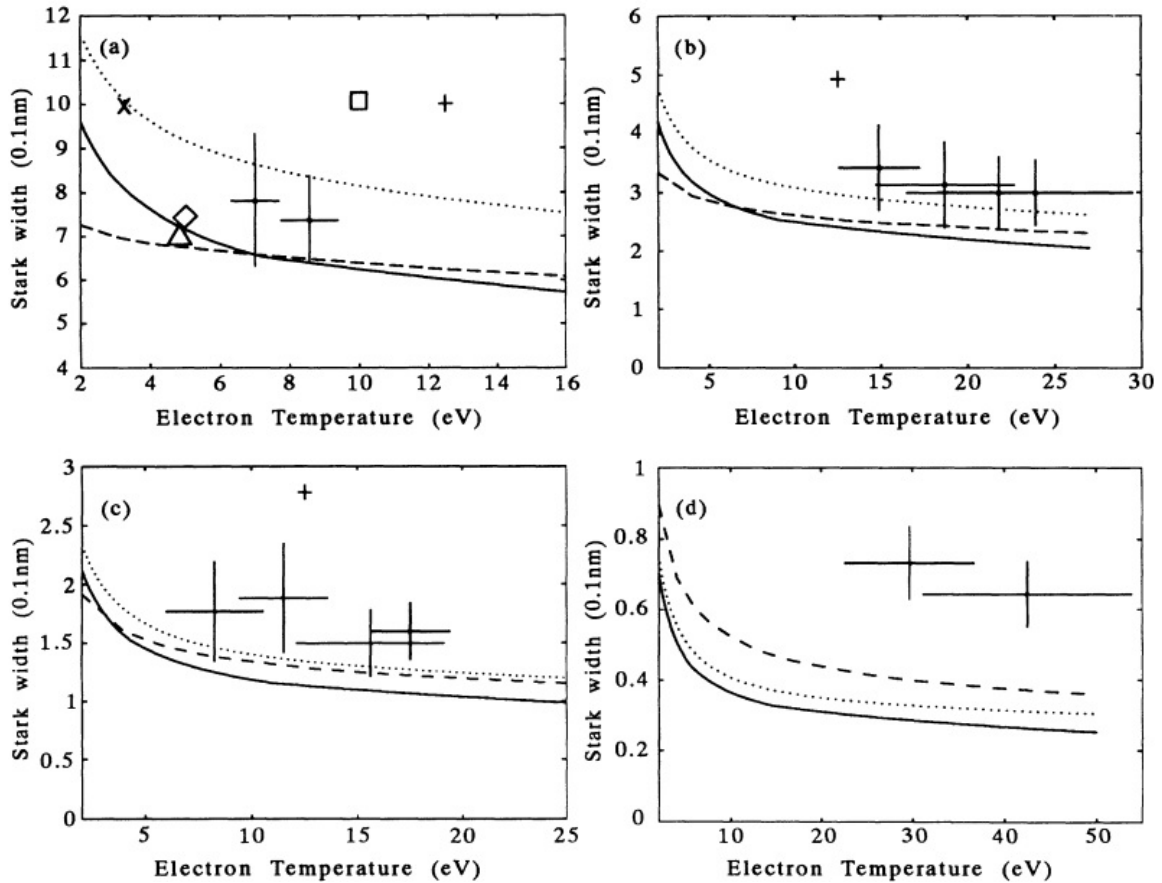 12
11
10
9
8
7
6
5
4
(a)
Stark width (0.1nm)
2 4 6 8 10 12 14 16
Electron Temperature (eV)
6
5
4
3
2
1
0
(b)
Stark width (0.1nm)
5 10 15 20 25 30
Electron Temperature (eV)
3
2.5
2
1.5
1
0.5
0
(c)
Stark width (0.1nm)
5 10 15 20 25
Electron Temperature (eV)
1
0.8
0.6
0.4
0.2
0
(d)
Stark width (0.1nm)
10 20 30 40 50
Electron Temperature (eV)